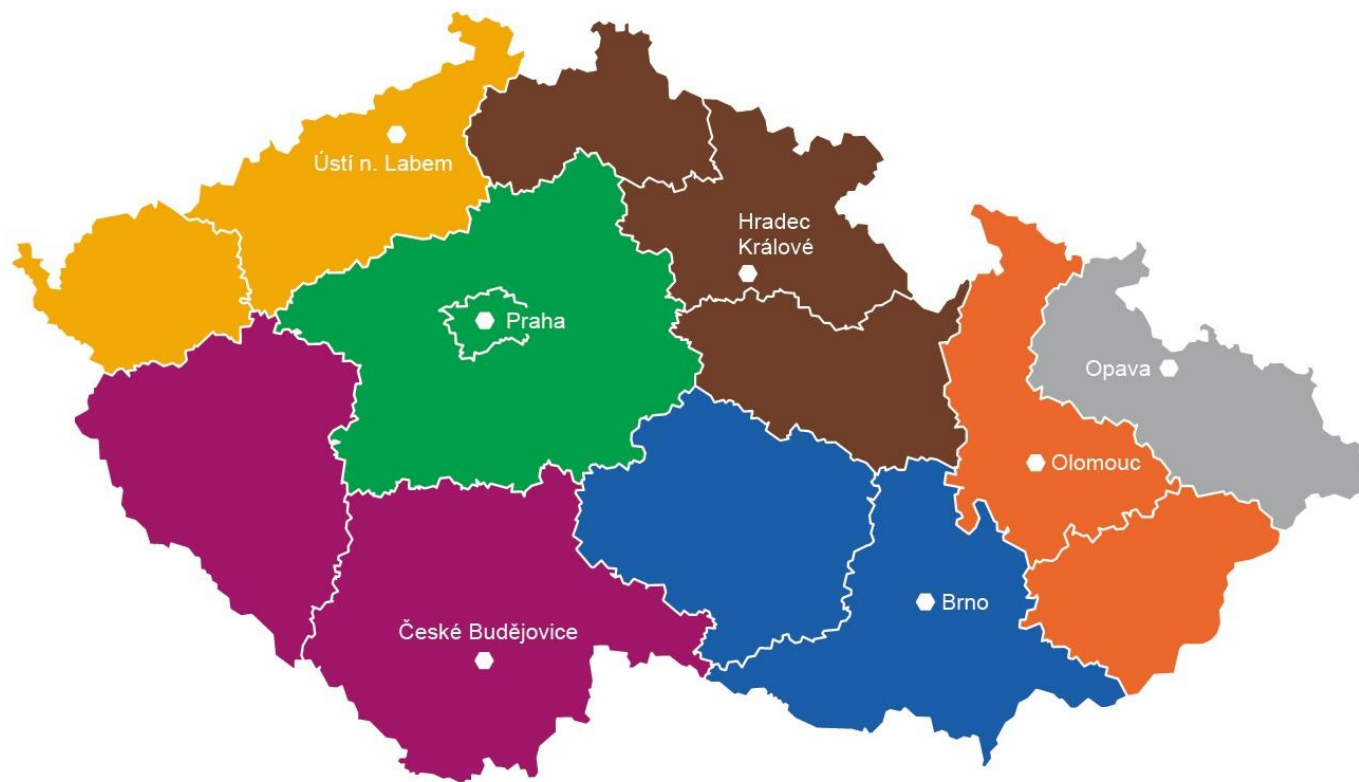 Ústí n. Labem
Hradec
Králové
Praha
Opava
Olomouc
Brno
České Budějovice